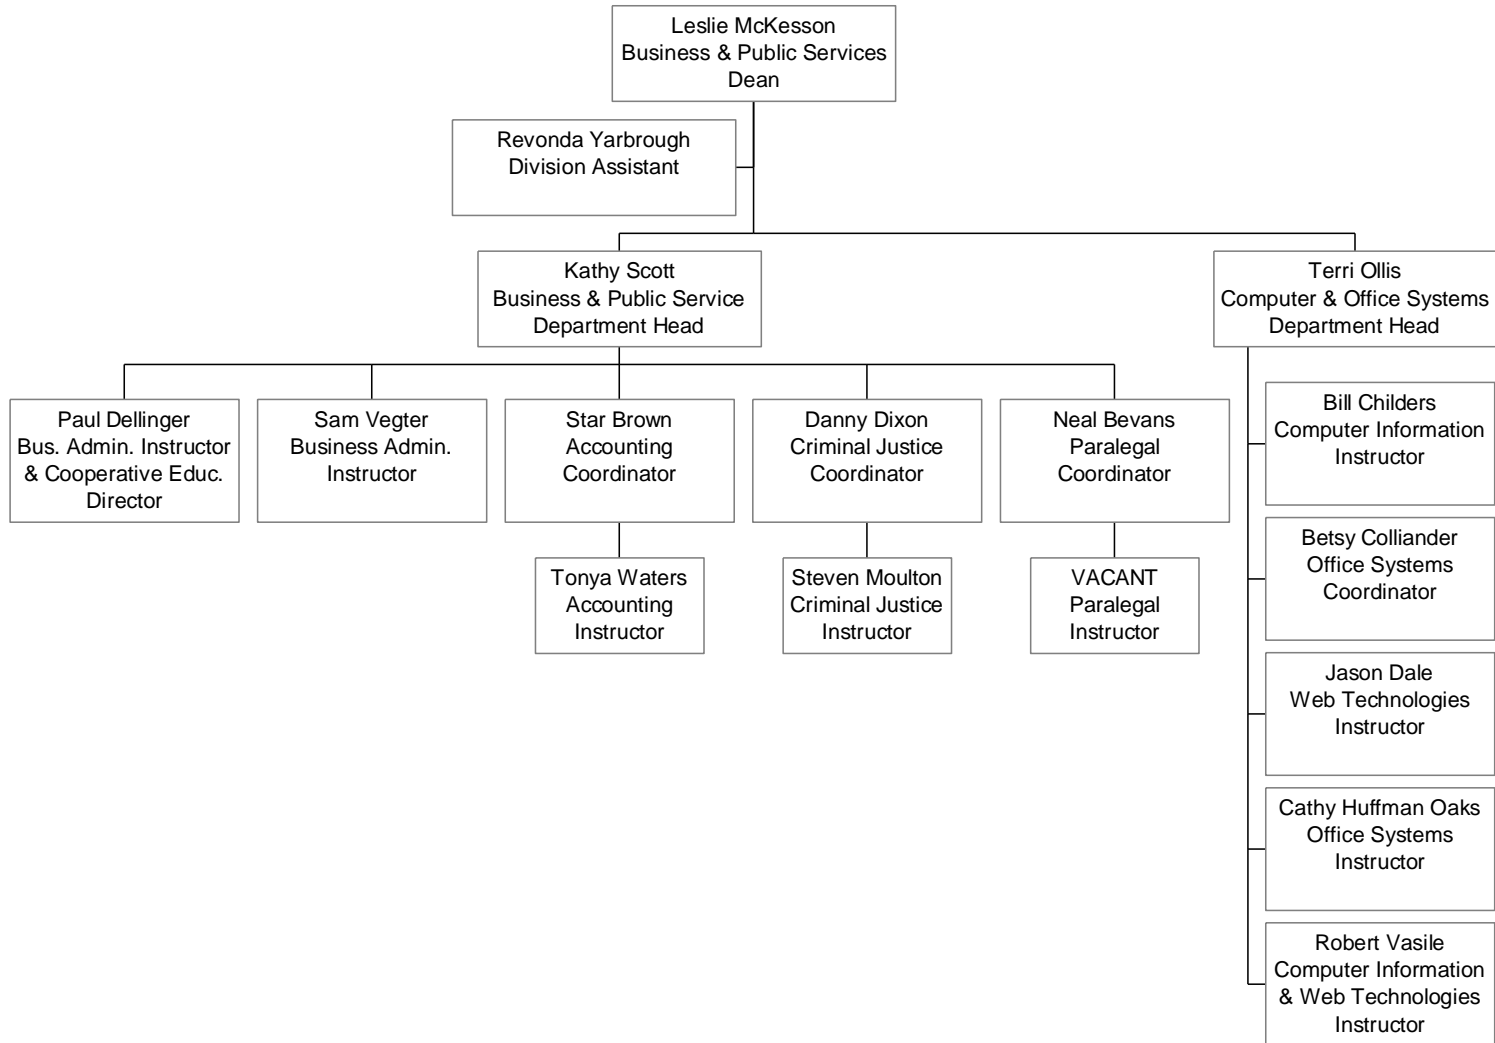 Leslie McKesson
Business & Public Services
Dean
Revonda Yarbrough
Division Assistant
Kathy Scott
Business & Public Service
Department Head
Terri Ollis
Computer & Office Systems
Department Head
Paul Dellinger
Bus. Admin. Instructor
& Cooperative Educ.
Director
Sam Vegter
Business Admin.
Instructor
Star Brown
Accounting
Coordinator
Danny Dixon
Criminal Justice
Coordinator
Neal Bevans
Paralegal
Coordinator
Tonya Waters
Accounting
Instructor
Steven Moulton
Criminal Justice
Instructor
VACANT
Paralegal
Instructor
Bill Childers
Computer Information
Instructor
Betsy Colliander
Office Systems
Coordinator
Jason Dale
Web Technologies
Instructor
Cathy Huffman Oaks
Office Systems
Instructor
Robert Vasile
Computer Information
& Web Technologies
Instructor